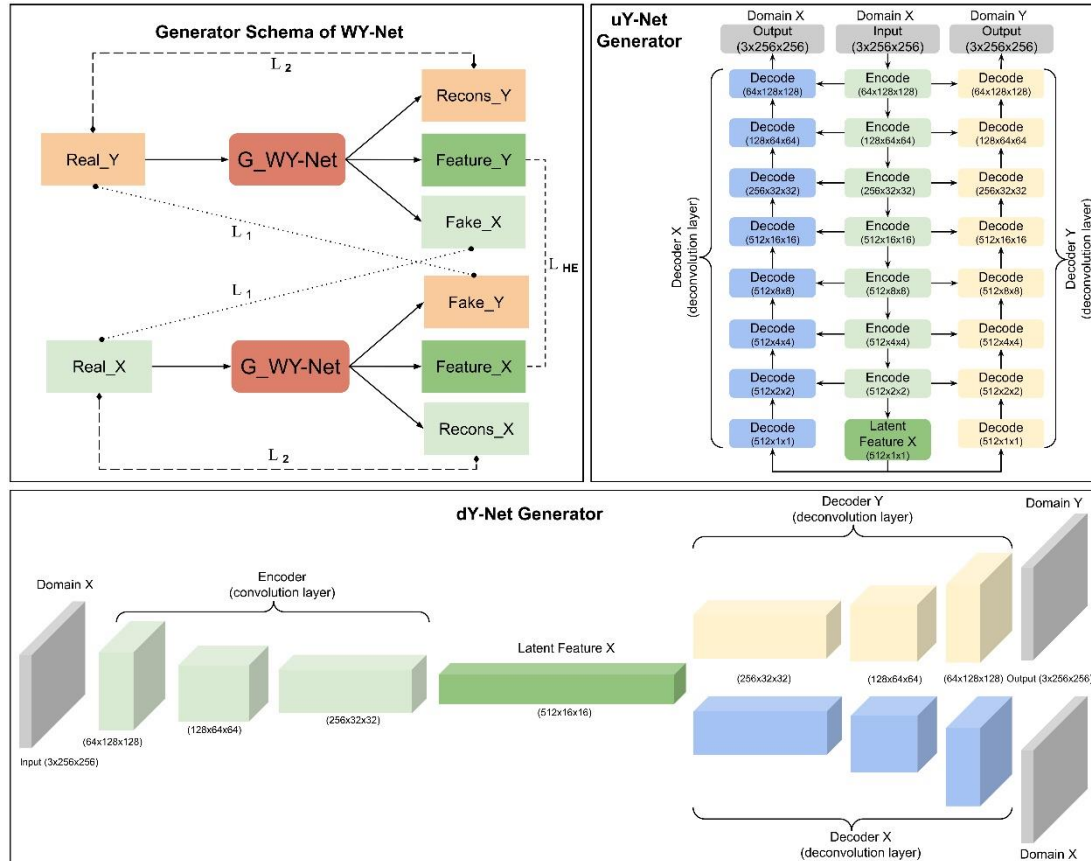 Generator Schema of WY-Net
L 2
Recons_Y
Real_Y
G_WY-Net
Feature_Y
Fake_X
L 1
L HE
L 1
Fake_Y
Real_X
G_WY-Net
Feature_X
Recons_X
L 2
uY-Net
Generator
Domain X
Output
(3x256x256)
Domain X
Input
(3x256x256)
Domain Y
Output
(3x256x256)
Decoder X
(deconvolution layer)
Decode
(64x128x128)
Encode
(64x128x128)
Decode
(64x128x128)
Decode
(128x64x64)
Encode
(128x64x64)
Decode
(128x64x64
Decode
(256x32x32)
Encode
(256x32x32)
Decode
(256x32x32
Decode
(512x16x16)
Encode
(512x16x16)
Decode
(512x16x16
Decode
(512x8x8)
Encode
(512x8x8)
Decode
(512x8x8)
Decode
(512x4x4)
Encode
(512x4x4)
Decode
(512x4x4)
Decode
(512x2x2)
Encode
(512x2x2)
Decode
(512x2x2)
Decode
(512x1x1)
Latent
Feature X
(512x1x1)
Decode
(512x1x1)
Decoder Y
(deconvolution layer)
dY-Net Generator
Domain X
Encoder
(convolution layer)
Input (3x256x256)
(64x128x128)
(128x64x64)
(256x32x32)
Latent Feature X
(512x16x16)
Decoder Y
(deconvolution layer)
Domain Y
(256x32x32)
(128x64x64)
(64x128x128)
Output (3x256x256)
Decoder X
(deconvolution layer)
Domain X